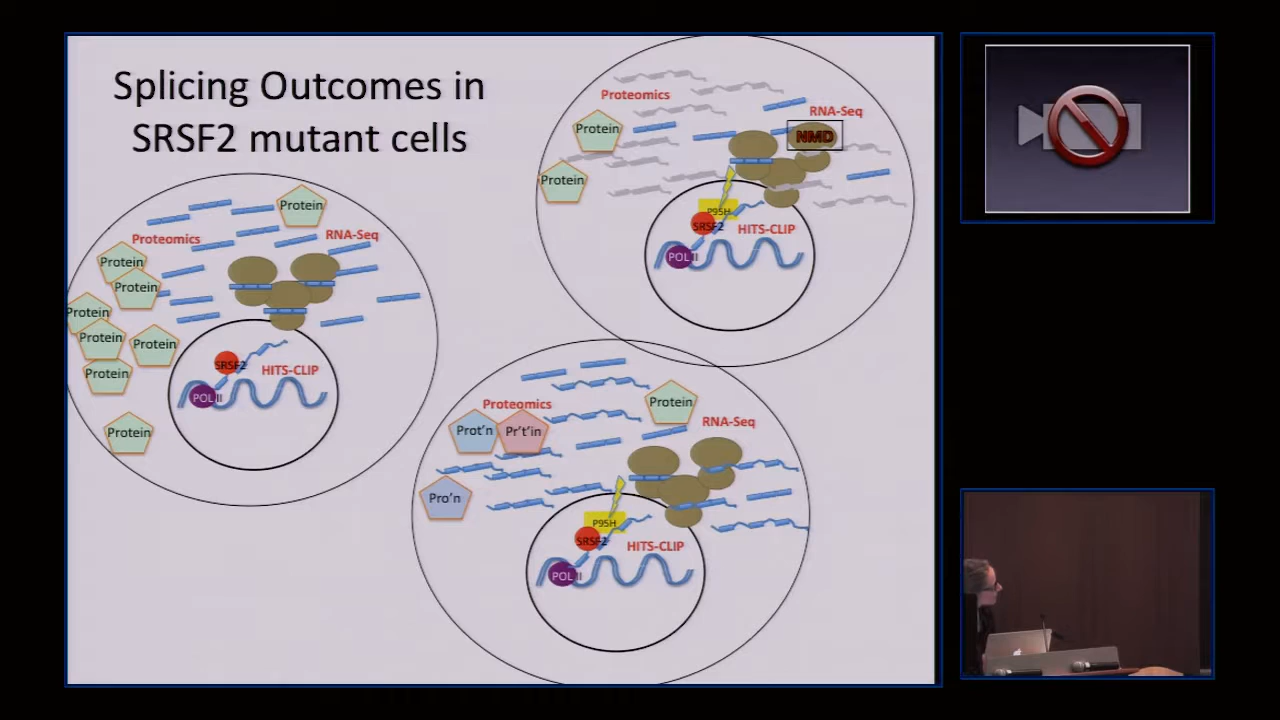 Splicing Outcomes in
SRSF2 mutant cells
Proteomics
RNA-Seq
Protein
Protein
Protein
Protein
Protein
Protein
Protein
Protein
Protein
SRSF2
HITS-CLIP
POL II
Proteomics
RNA-Seq
NMD
Protein
Protein
P95H
SRSF2
HITS-CLIP
POL II
Proteomics
Protein
RNA-Seq
Prot'n
Pr't'in
Pro'n
P95H
SRSF2
HITS-CLIP
POL II